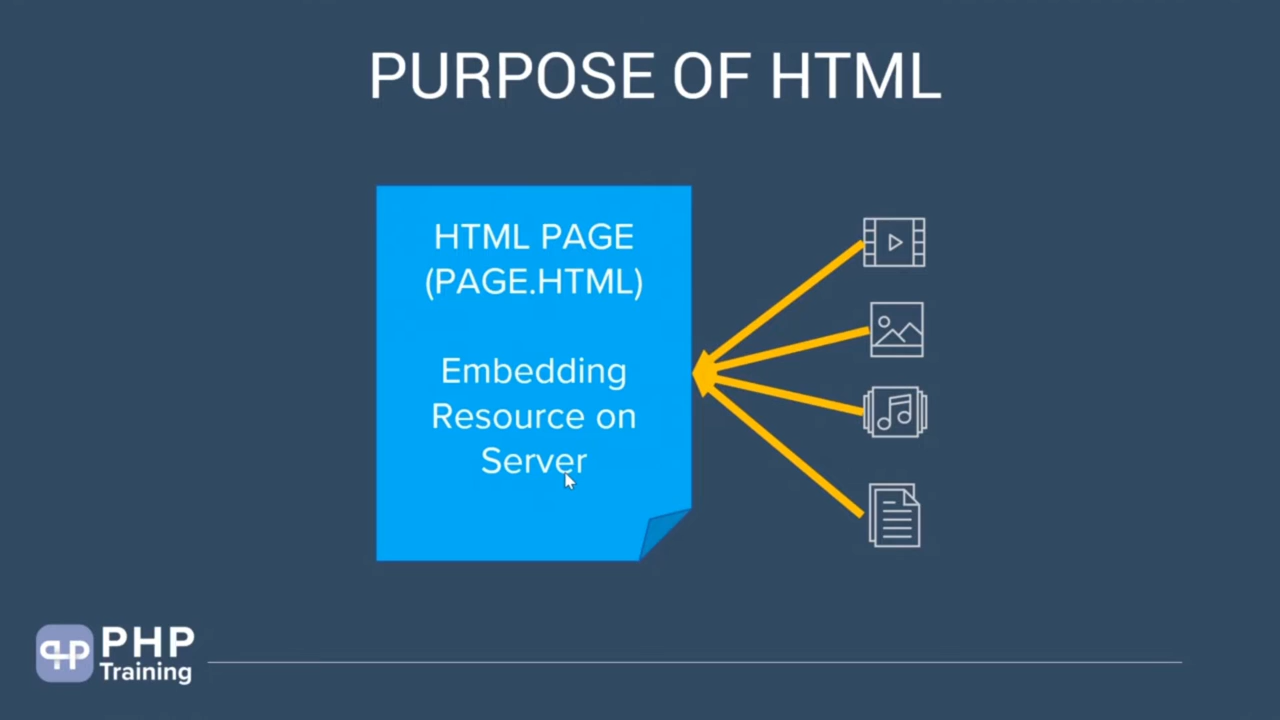 PURPOSE OF HTML
HTML PAGE
(PAGE.HTML)
Embedding
Resource on
Server
PHP
Training